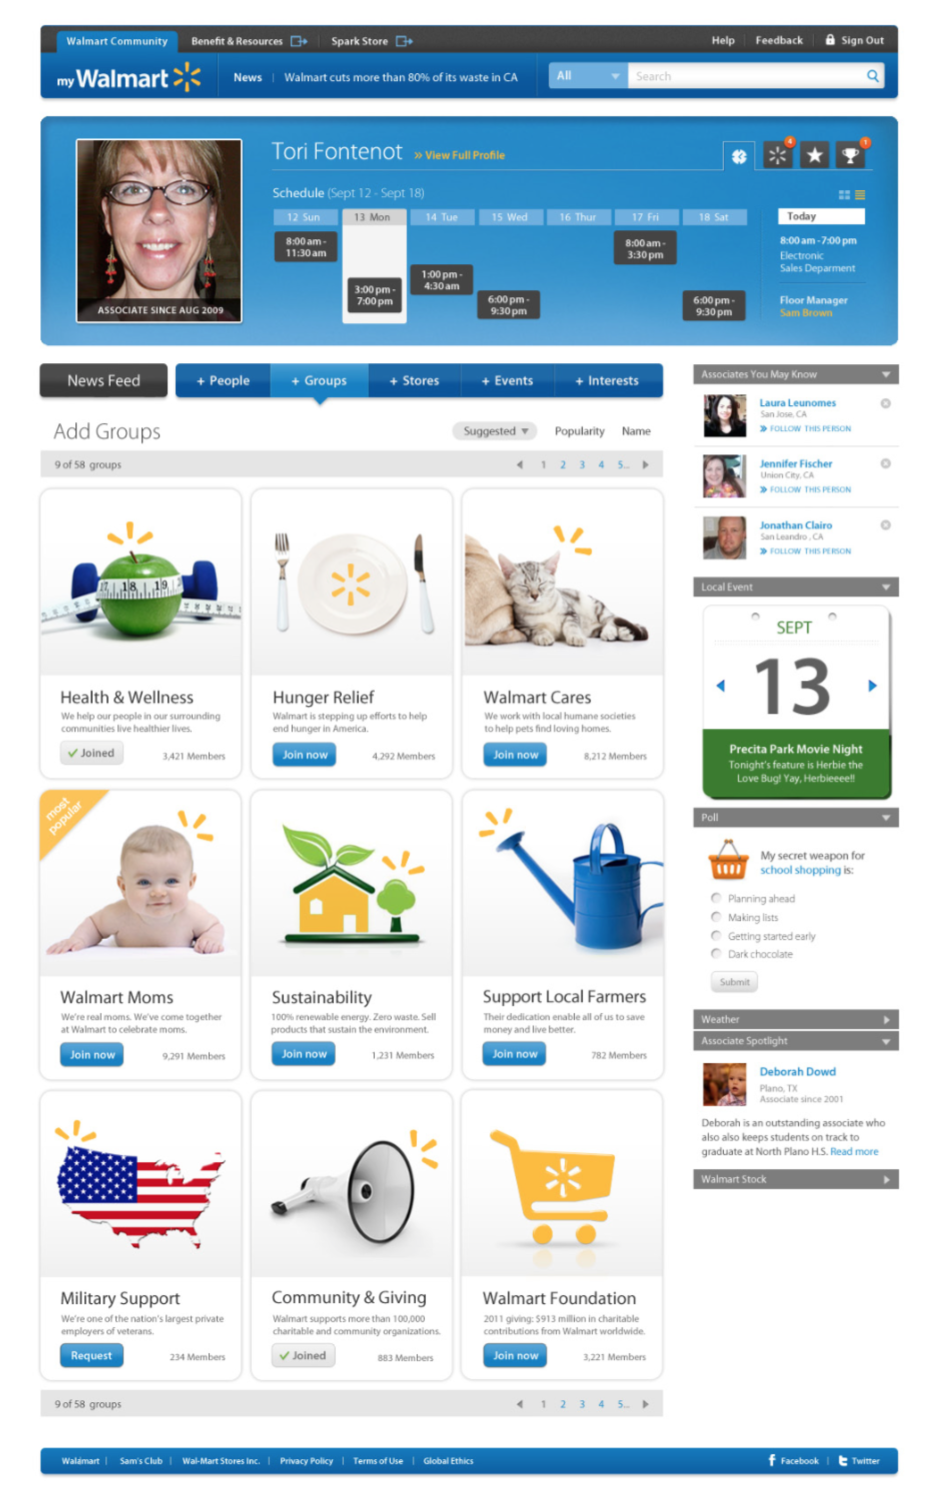 Walmart Community
Benefit & Resources
Spark Store
Help
Feedback
Sign Out
my Walmart
News
Walmart cuts more than 80% of its waste in CA
All
Search
Tori Fontenot
» View Full Profile
4
1
Schedule (Sept 12 - Sept 18)
12 Sun
13 Mon
14 Tue
15 Wed
16 Thur
17 Fri
18 Sat
8:00 am -
11:30 am
3:00 pm -
7:00 pm
1:00 pm -
4:30 am
6:00 pm -
9:30 pm
8:00 am -
3:30 pm
6:00 pm -
9:30 pm
Today
8:00 am - 7:00 pm
Electronic
Sales Deparment
Floor Manager
Sam Brown
ASSOCIATE SINCE AUG 2009
News Feed
+ People
+ Groups
+ Stores
+ Events
+ Interests
Add Groups
Suggested
Popularity
Name
9 of 58 groups
1 2 3 4 5..
17 18 19
Health & Wellness
We help our people in our surrounding
communities live healthier lives.
Joined
3,421 Members
Hunger Relief
Walmart is stepping up efforts to help
end hunger in America.
Join now
4,292 Members
Walmart Cares
We work with local humane societies
to help pets find loving homes.
Join now
8,212 Members
most
popular
Walmart Moms
We're real moms. We've come together
at Walmart to celebrate moms.
Join now
9,291 Members
Sustainability
100% renewable energy. Zero waste. Sell
products that sustain the environment.
Join now
1,231 Members
Support Local Farmers
Their dedication enable all of us to save
money and live better.
Join now
782 Members
Military Support
We're one of the nation's largest private
employers of veterans.
Request
234 Members
Community & Giving
Walmart supports more than 100,000
charitable and community organizations.
Joined
883 Members
Walmart Foundation
2011 giving: $913 million in charitable
contributions from Walmart worldwide.
Join now
3,221 Members
9 of 58 groups
1 2 3 4 5..
Associates You May Know
Laura Leunomes
San Jose, CA
» FOLLOW THIS PERSON
Jennifer Fischer
Union City, CA
» FOLLOW THIS PERSON
Jonathan Clairo
San Leandro , CA
» FOLLOW THIS PERSON
Local Event
SEPT
13
Precita Park Movie Night
Tonight's feature is Herbie the
Love Bug! Yay, Herbieeee!!
Poll
My secret weapon for
school shopping is:
Planning ahead
Making lists
Getting started early
Dark chocolate
Submit
Weather
Associate Spotlight
Deborah Dowd
Plano, TX
Associate since 2001
Deborah is an outstanding associate who
also also keeps students on track to
graduate at North Plano H.S. Read more
Walmart Stock
Walmart | Sam's Club | Wal-Mart Stores Inc. | Privacy Policy | Terms of Use | Global Ethics
Facebook | Twitter